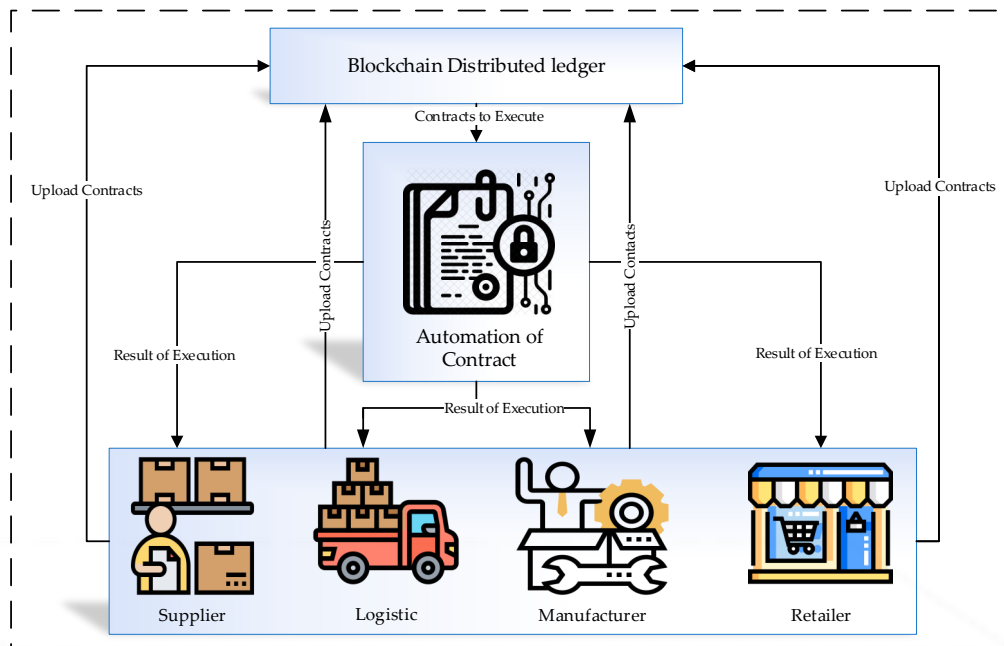 Blockchain Distributed ledger
Contracts to Execute
Upload Contracts
Upload Contracts
Upload Contracts
Upload Contacts
Automation of
Contract
Result of Execution
Result of Execution
Result of Execution
Supplier
Logistic
Manufacturer
Retailer